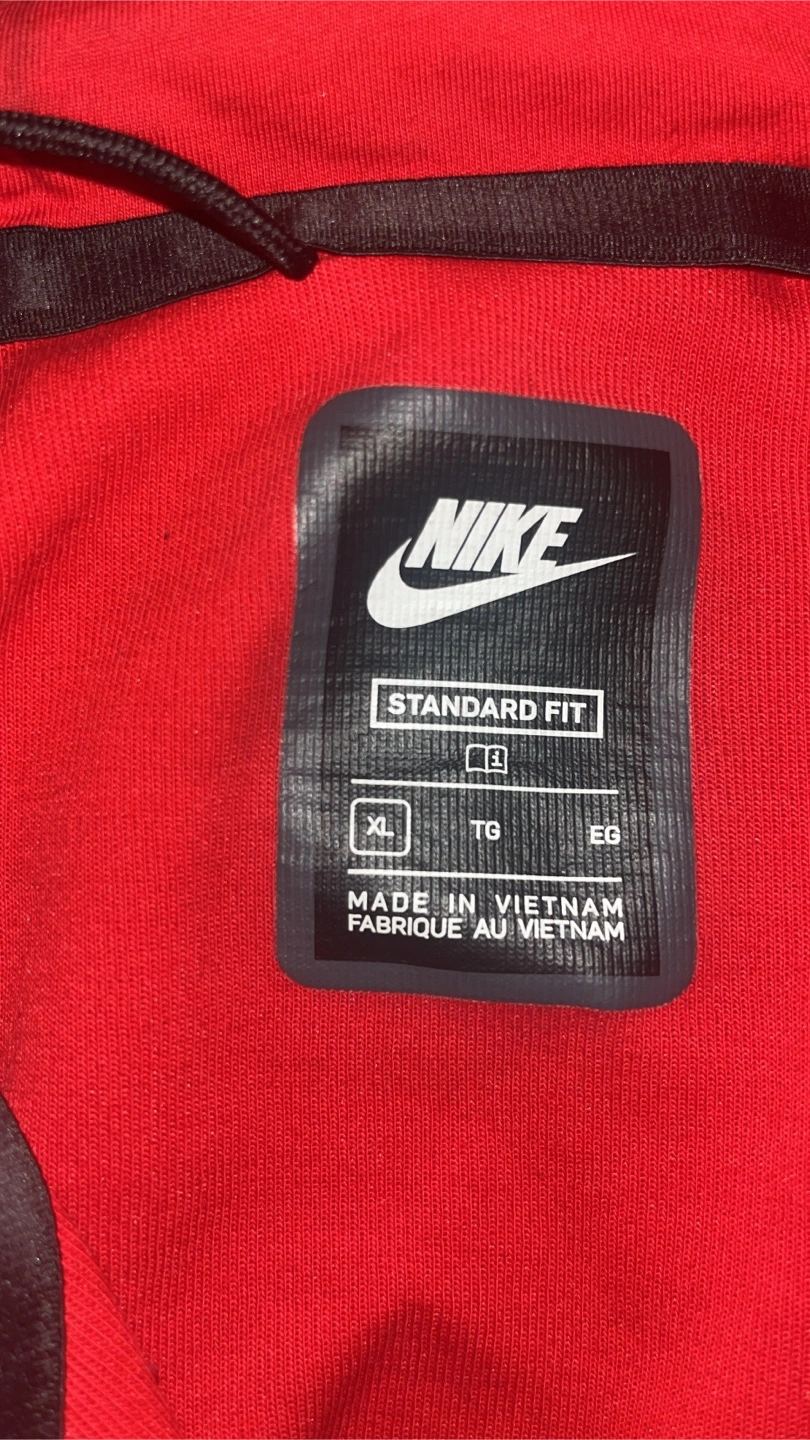 NIKE
STANDARD FIT
i
XL TG EG
MADE IN VIETNAM
FABRIQUE AU VIETNAM